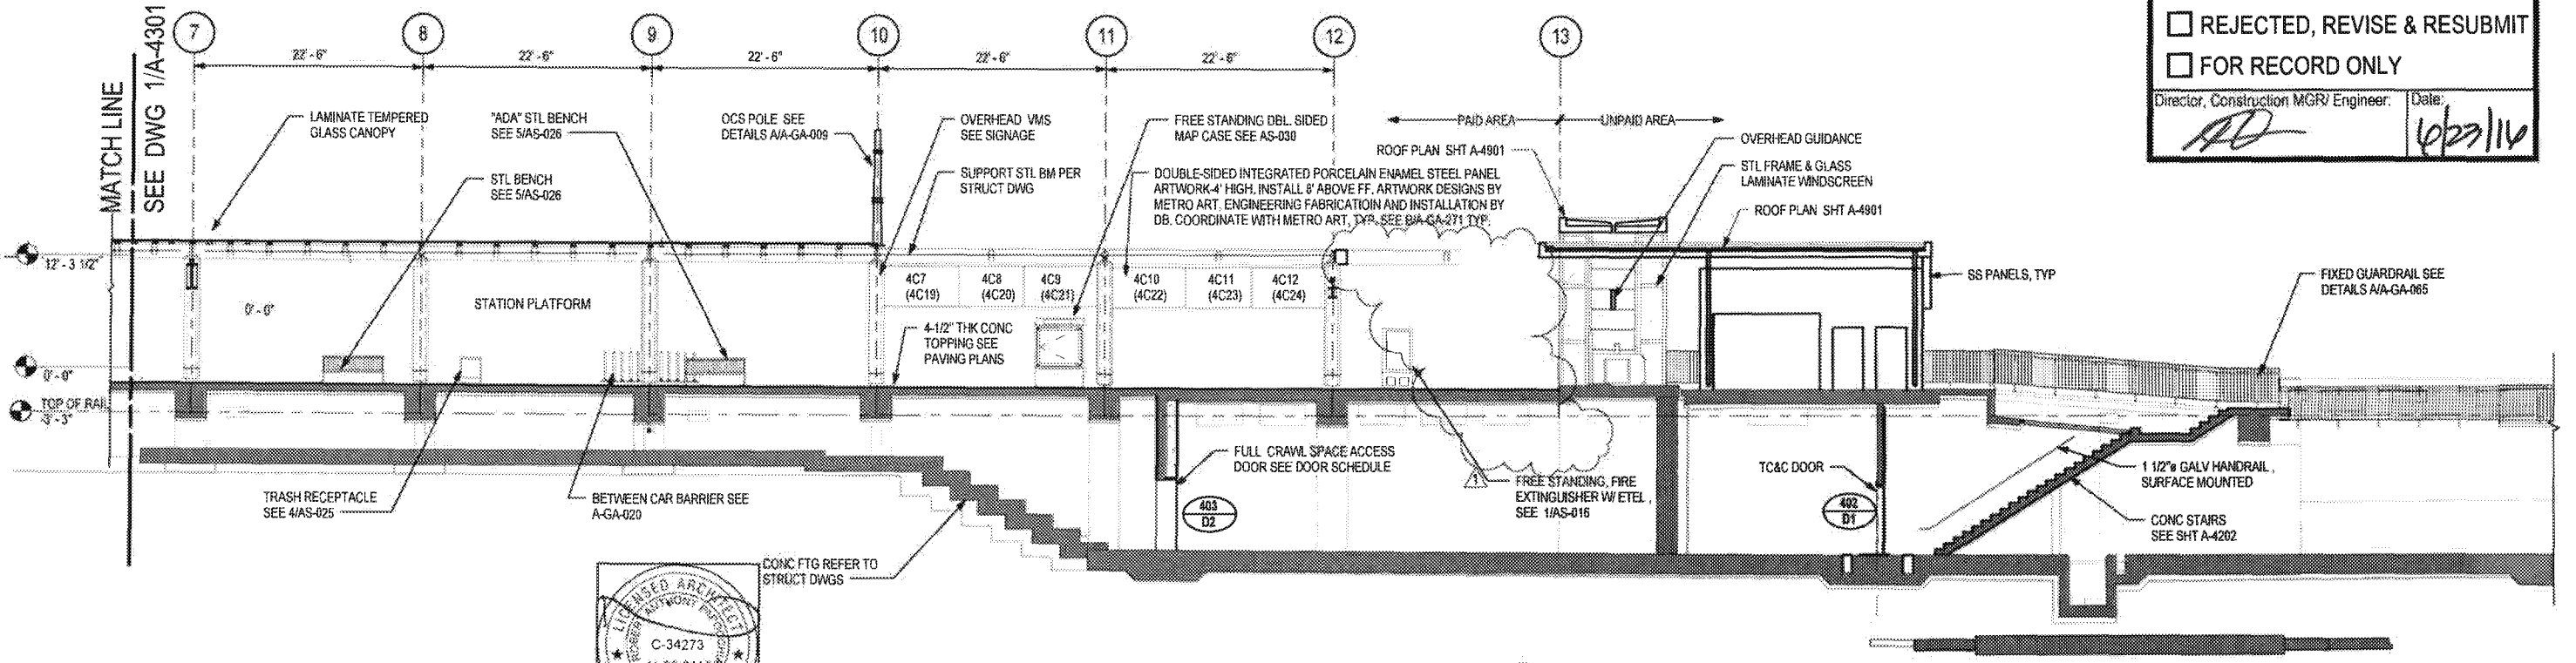 ☐ REJECTED, REVISE & RESUBMIT
☐ FOR RECORD ONLY
Director, Construction MGR/ Engineer:
Date:
6/23/16
MATCH LINE
SEE DWG 1/A-4301
7
8
9
10
11
12
13
22'-6"
22'-6"
22'-6"
22'-6"
22'-6"
LAMINATE TEMPERED
GLASS CANOPY
"ADA" STL BENCH
SEE 5/AS-026
STL BENCH
SEE 5/AS-026
OCS POLE SEE
DETAILS A/A-GA-009
OVERHEAD VMS
SEE SIGNAGE
SUPPORT STL BM PER
STRUCT DWG
FREE STANDING DBL. SIDED
MAP CASE SEE AS-030
DOUBLE-SIDED INTEGRATED PORCELAIN ENAMEL STEEL PANEL
ARTWORK-4' HIGH, INSTALL 8' ABOVE FF. ARTWORK DESIGNS BY
METRO ART, ENGINEERING FABRICATIOIN AND INSTALLATION BY
DB. COORDINATE WITH METRO ART, TYP. SEE B/A-GA-271 TYP.
PAID AREA
UNPAID AREA
ROOF PLAN SHT A-4901
OVERHEAD GUIDANCE
STL FRAME & GLASS
LAMINATE WINDSCREEN
ROOF PLAN SHT A-4901
SS PANELS, TYP
FIXED GUARDRAIL SEE
DETAILS A/A-GA-065
12' - 3 1/2"
0' - 0"
STATION PLATFORM
4C7
(4C19)
4C8
(4C20)
4C9
(4C21)
4C10
(4C22)
4C11
(4C23)
4C12
(4C24)
4-1/2" THK CONC
TOPPING SEE
PAVING PLANS
0' - 0"
TOP OF RAIL
-3' - 3"
TRASH RECEPTACLE
SEE 4/AS-025
BETWEEN CAR BARRIER SEE
A-GA-020
CONC FTG REFER TO
STRUCT DWGS
FULL CRAWL SPACE ACCESS
DOOR SEE DOOR SCHEDULE
403
D2
1
FREE STANDING, FIRE
EXTINGUISHER W/ ETEL,
SEE 1/AS-016
TC&C DOOR
402
D1
1 1/2"ø GALV HANDRAIL,
SURFACE MOUNTED
CONC STAIRS
SEE SHT A-4202
LICENSED ARCHITECT
C-34273